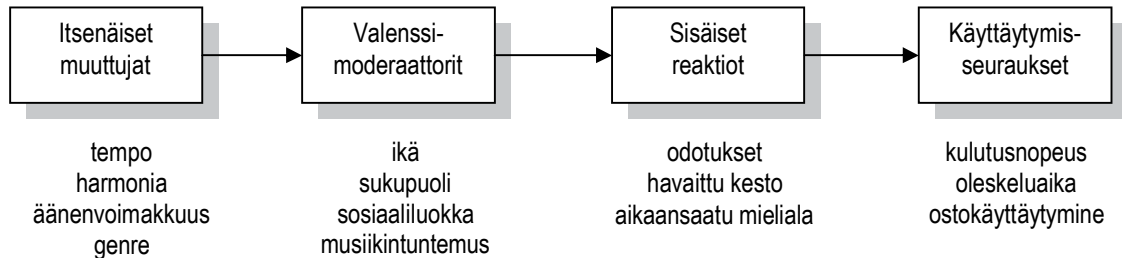 Itsenäiset
muuttujat
Valenssi-
moderaattorit
Sisäiset
reaktiot
Käyttäytymis-
seuraukset
tempo
harmonia
äänenvoimakkuus
genre
ikä
sukupuoli
sosiaaliluokka
musiikintuntemus
odotukset
havaittu kesto
aikaansaatu mieliala
kulutusnopeus
oleskeluaika
ostokäyttäytymine